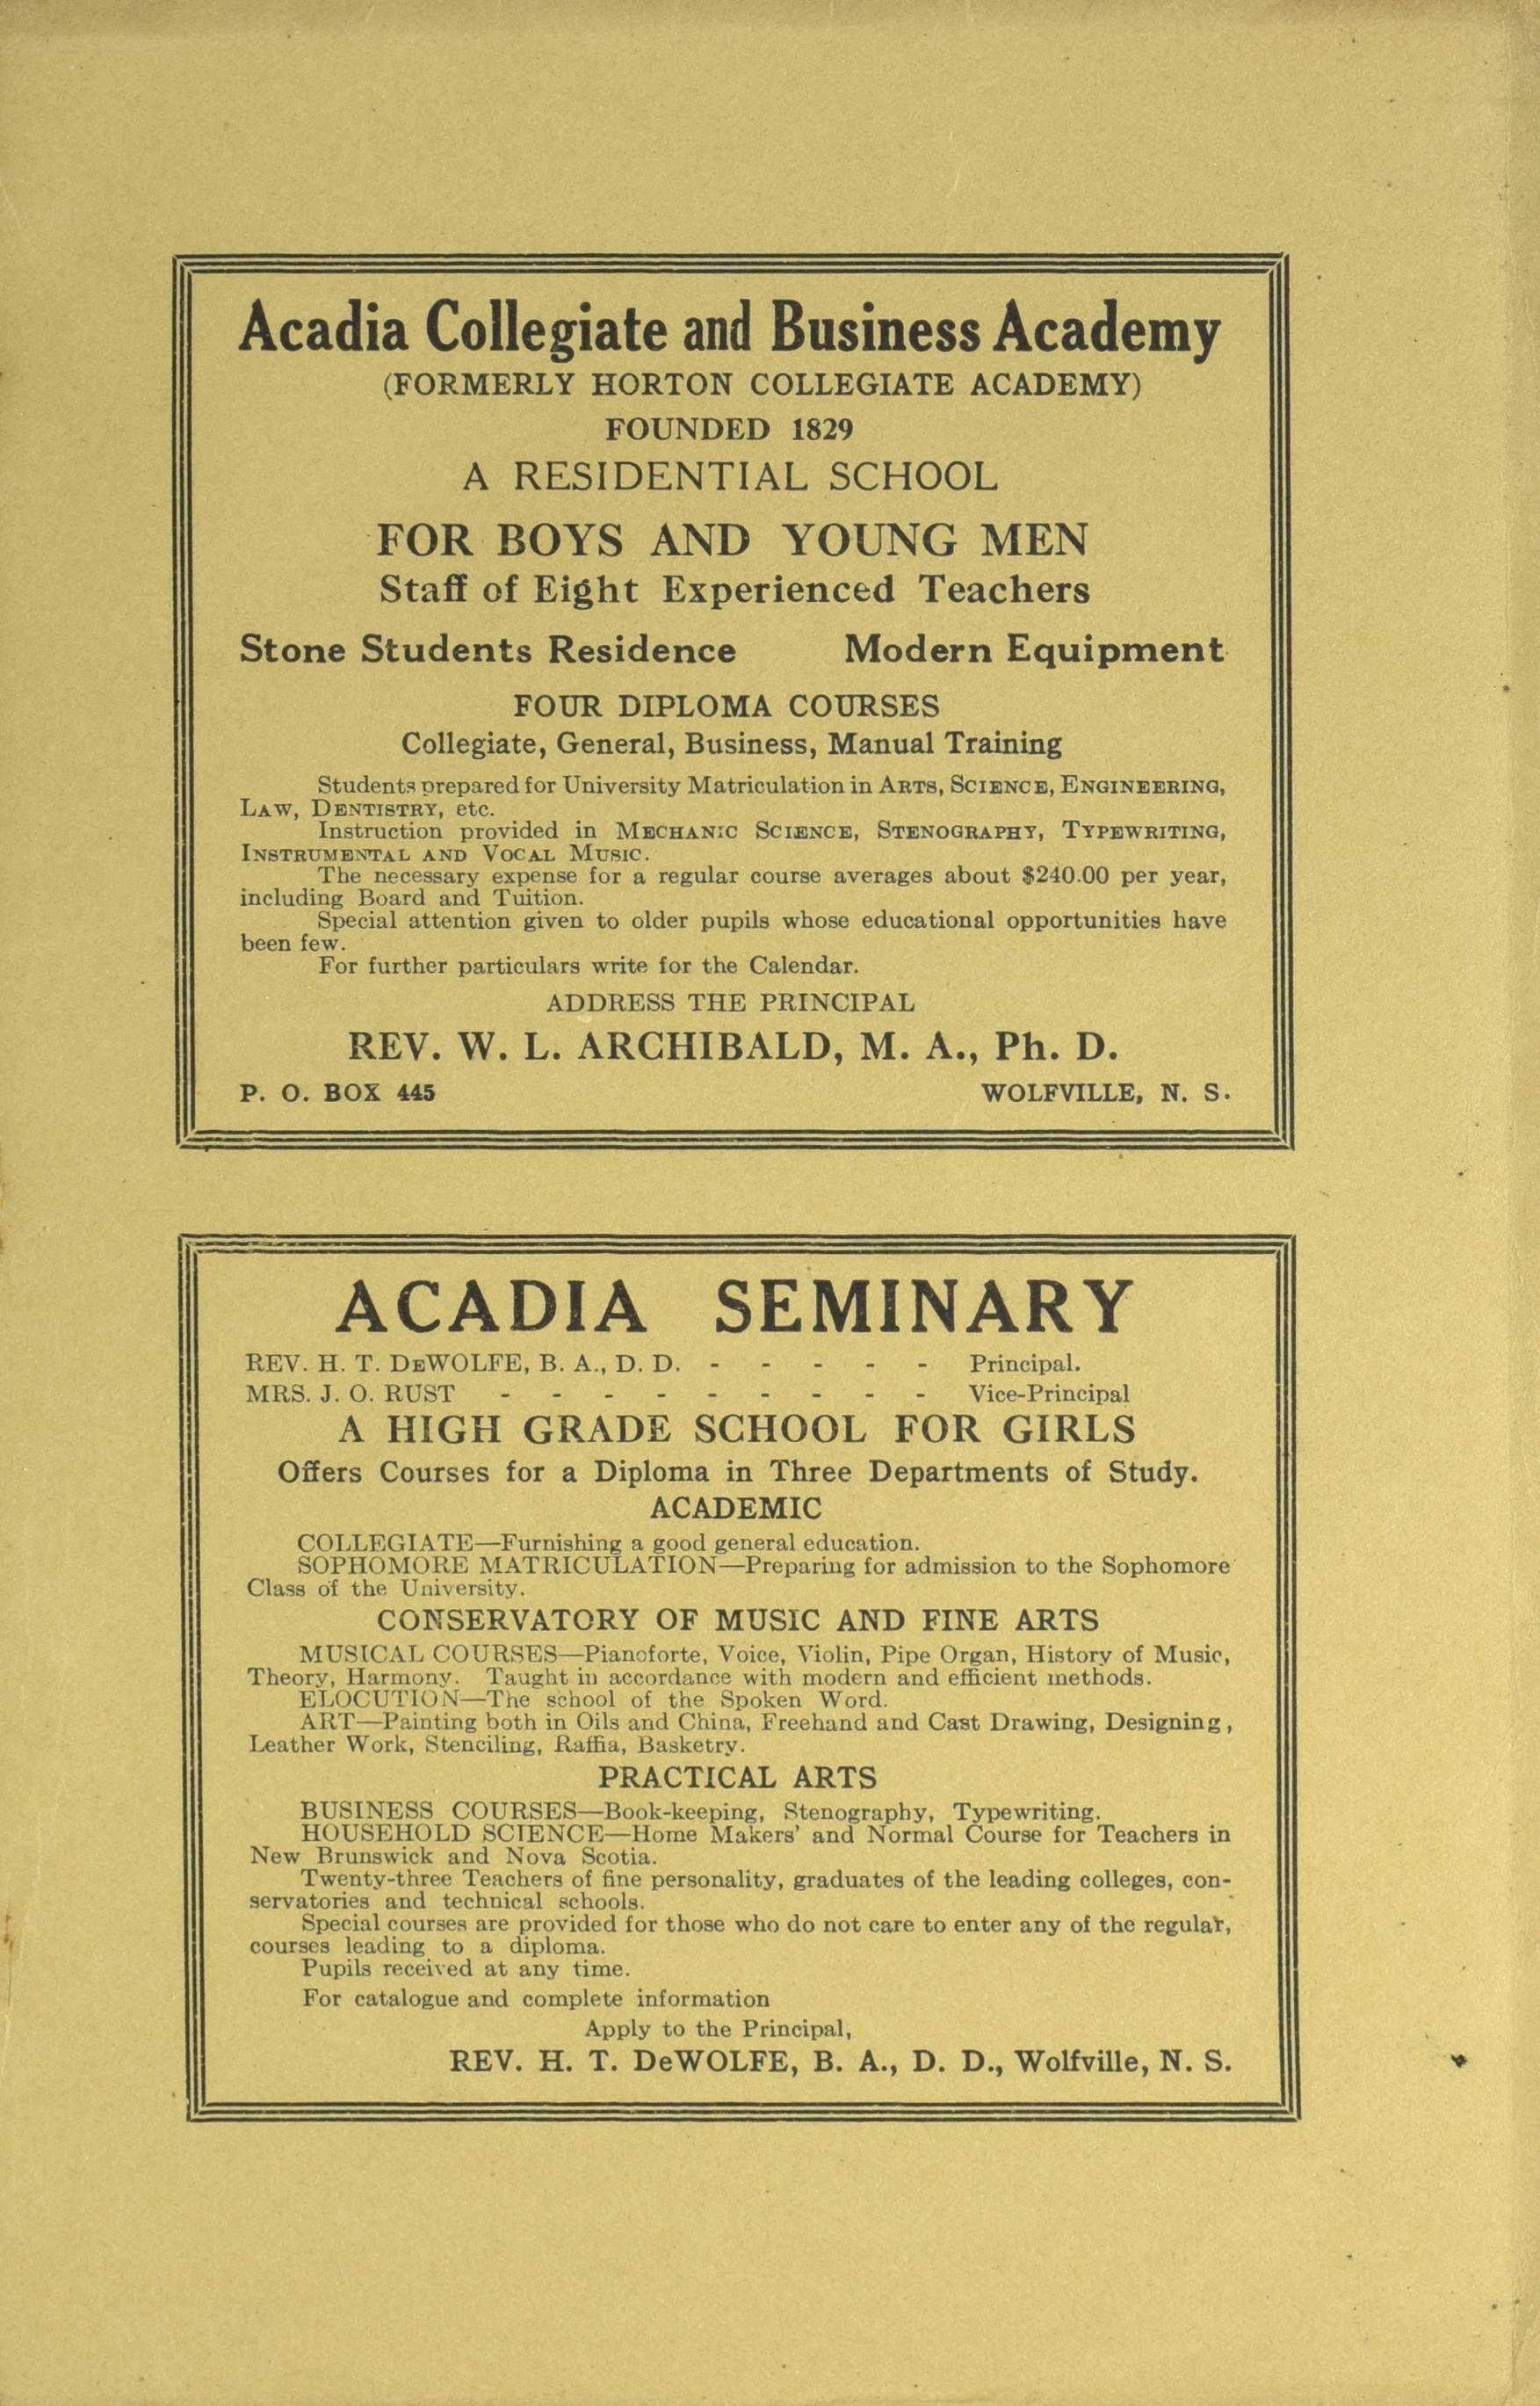 Acadia Collegiate and Business Academy
(FORMERLY HORTON COLLEGIATE ACADEMY)
FOUNDED 1829
A RESIDENTIAL SCHOOL
FOR BOYS AND YOUNG MEN
Staff of Eight Experienced Teachers
Stone Students Residence Modern Equipment
FOUR DIPLOMA COURSES
Collegiate, General, Business, Manual Training
Students prepared for University Matriculation in ARTS, SCIENCE, ENGINEERING,
LAW, DENTISTRY, etc.
Instruction provided in MECHANIC SCIENCE, STENOGRAPHY, TYPEWRITING,
INSTRUMENTAL AND VOCAL MUSIC.
The necessary expense for a regular course averages about $240.00 per year,
including Board and Tuition.
Special attention given to older pupils whose educational opportunities have
been few.
For further particulars write for the Calendar.
ADDRESS THE PRINCIPAL
REV. W. L. ARCHIBALD, M. A., Ph. D.
P. O. BOX 445 WOLFVILLE, N. S.
ACADIA SEMINARY
REV. H. T. DEWOLFE, B. A., D. D. - - - - - Principal.
MRS. J. O. RUST - - - - - - - - - Vice-Principal
A HIGH GRADE SCHOOL FOR GIRLS
Offers Courses for a Diploma in Three Departments of Study.
ACADEMIC
COLLEGIATE—Furnishing a good general education.
SOPHOMORE MATRICULATION—Preparing for admission to the Sophomore
Class of the University.
CONSERVATORY OF MUSIC AND FINE ARTS
MUSICAL COURSES—Pianoforte, Voice, Violin, Pipe Organ, History of Music,
Theory, Harmony. Taught in accordance with modern and efficient methods.
ELOCUTION—The school of the Spoken Word.
ART—Painting both in Oils and China, Freehand and Cast Drawing, Designing,
Leather Work, Stenciling, Raffia, Basketry.
PRACTICAL ARTS
BUSINESS COURSES—Book-keeping, Stenography, Typewriting.
HOUSEHOLD SCIENCE—Home Makers' and Normal Course for Teachers in
New Brunswick and Nova Scotia.
Twenty-three Teachers of fine personality, graduates of the leading colleges, con-
servatories and technical schools.
Special courses are provided for those who do not care to enter any of the regular,
courses leading to a diploma.
Pupils received at any time.
For catalogue and complete information
Apply to the Principal,
REV. H. T. DeWOLFE, B. A., D. D., Wolfville, N. S.